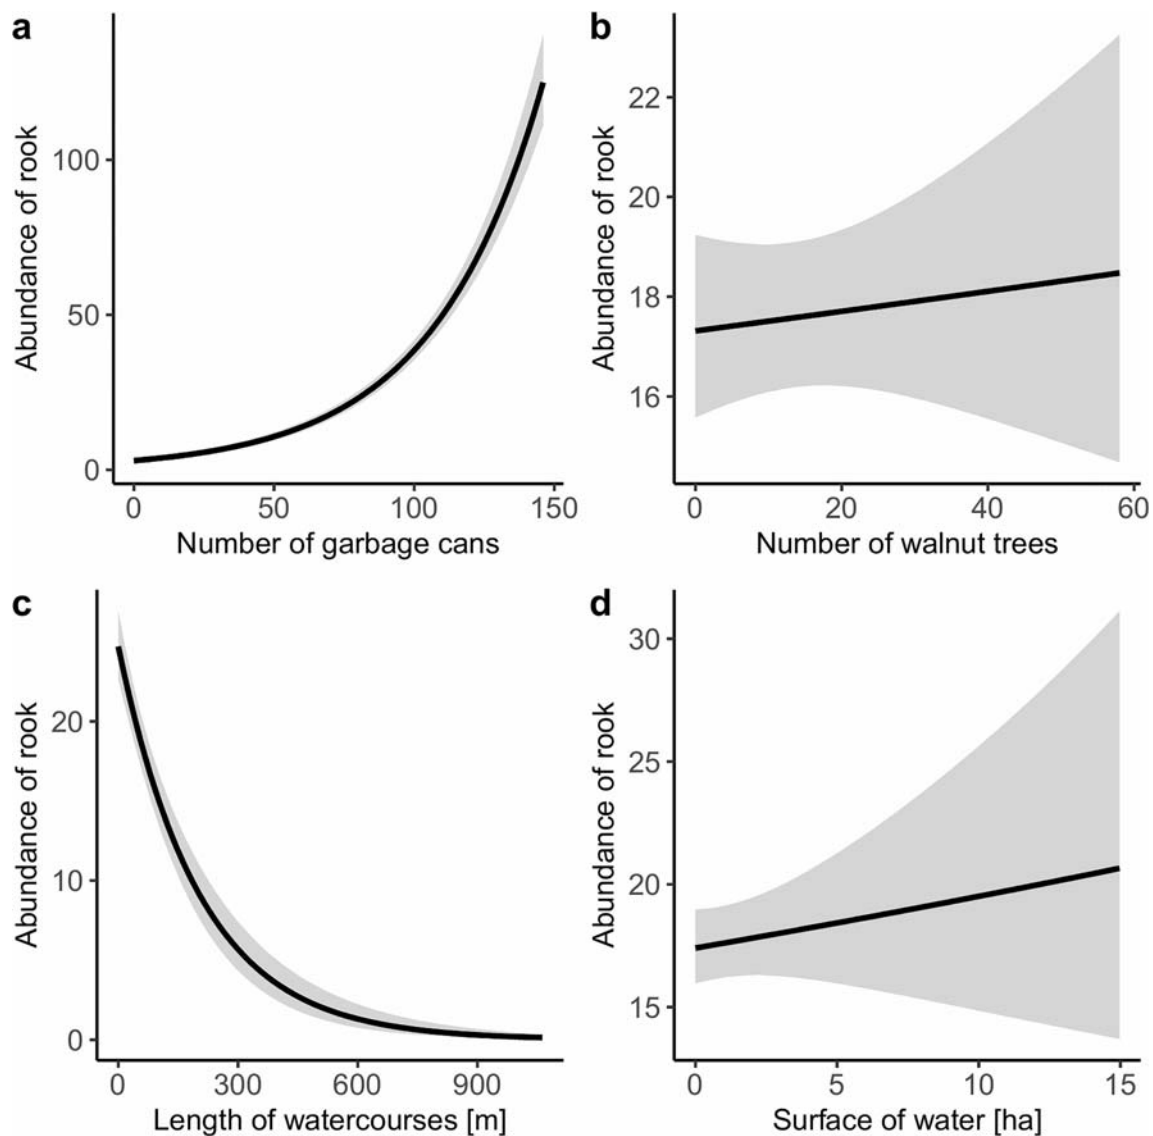 a
Abundance of rook
100
50
0
0 50 100 150
Number of garbage cans
b
Abundance of rook
22
20
18
16
0 20 40 60
Number of walnut trees
c
Abundance of rook
20
10
0
0 300 600 900
Length of watercourses [m]
d
Abundance of rook
30
25
20
15
0 5 10 15
Surface of water [ha]